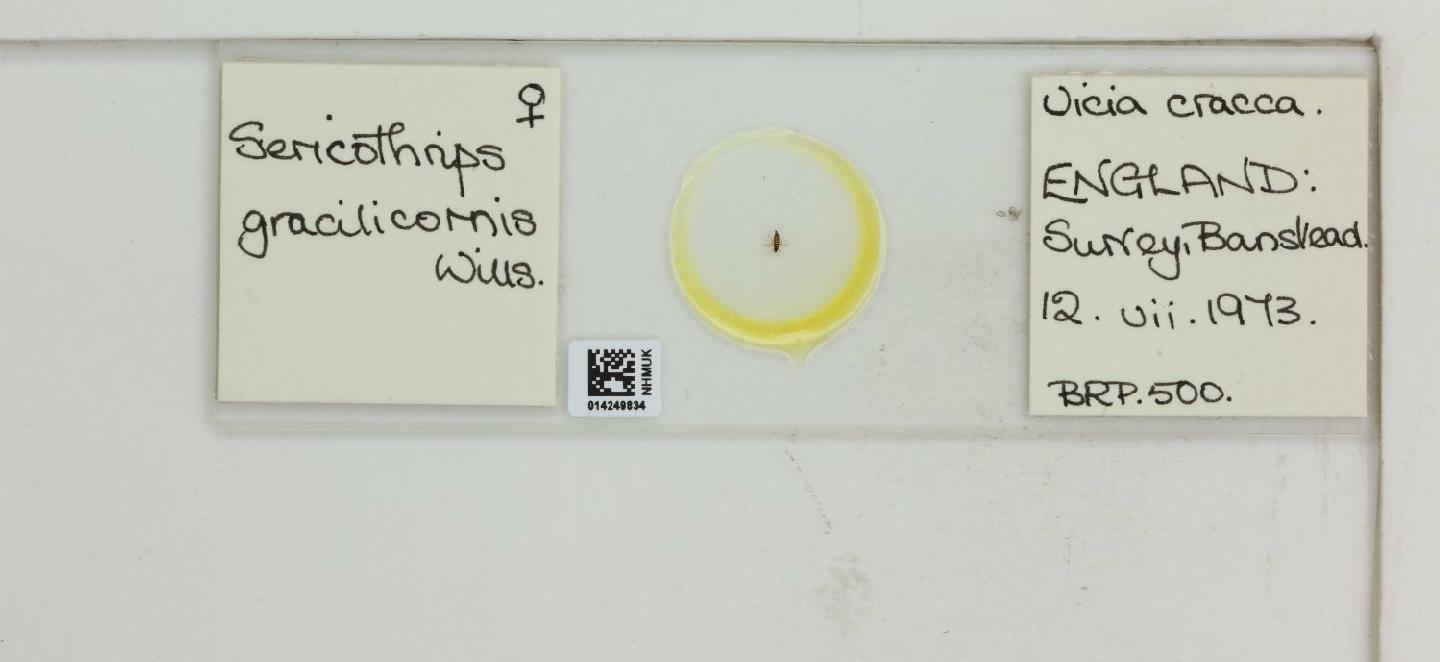 ♀
Sericothrips
gracilicornis
Wills.
NHMUK
014249834
Vicia cracca.
ENGLAND:
Surrey, Banstead.
12. vii. 1973.
BRP. 500.